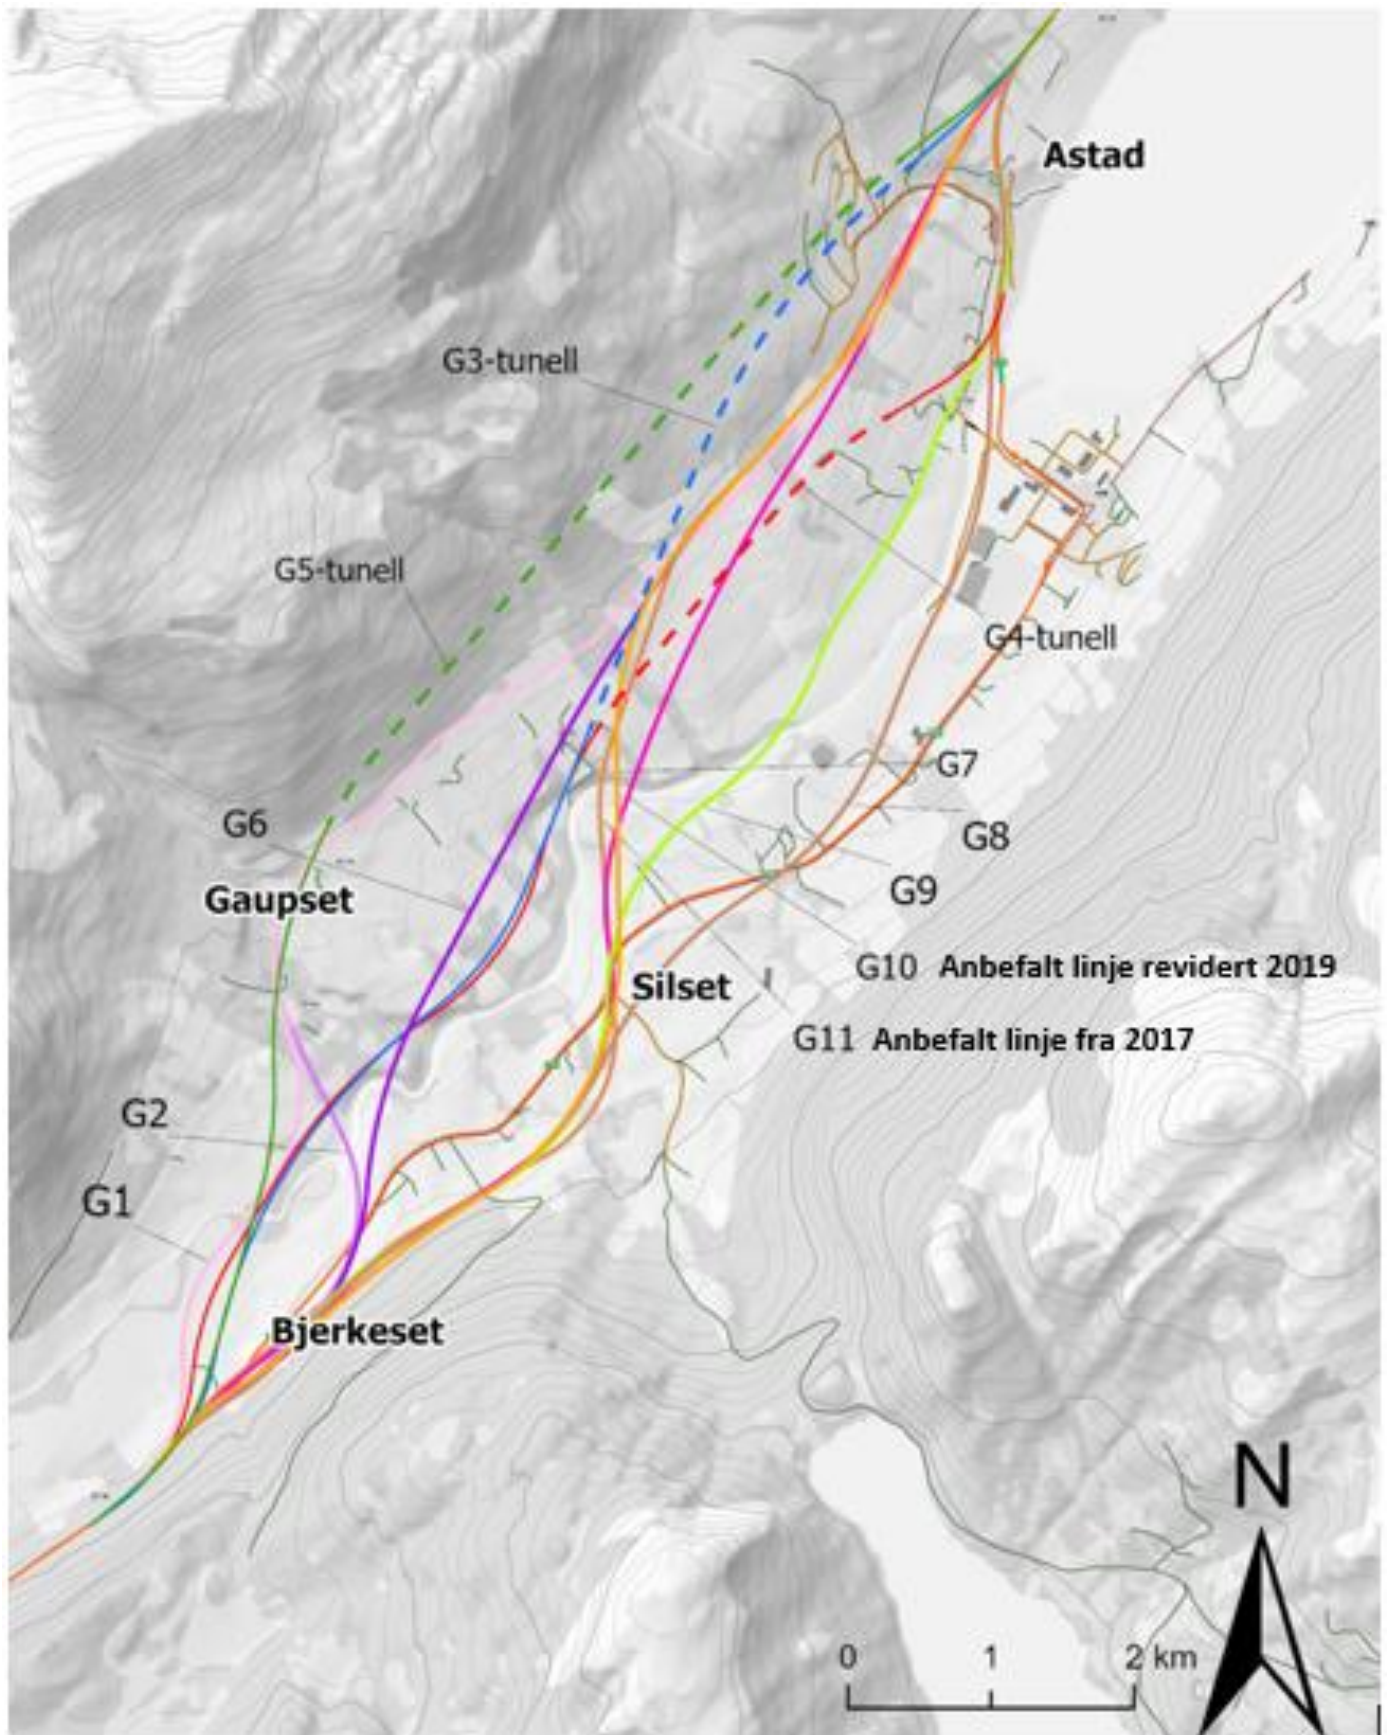 Astad
G3-tunell
G5-tunell
G4-tunell
G7
G6
G8
Gaupset
G9
G10 Anbefalt linje revidert 2019
Silset
G11 Anbefalt linje fra 2017
G2
G1
Bjerkeset
N
0 1 2 km